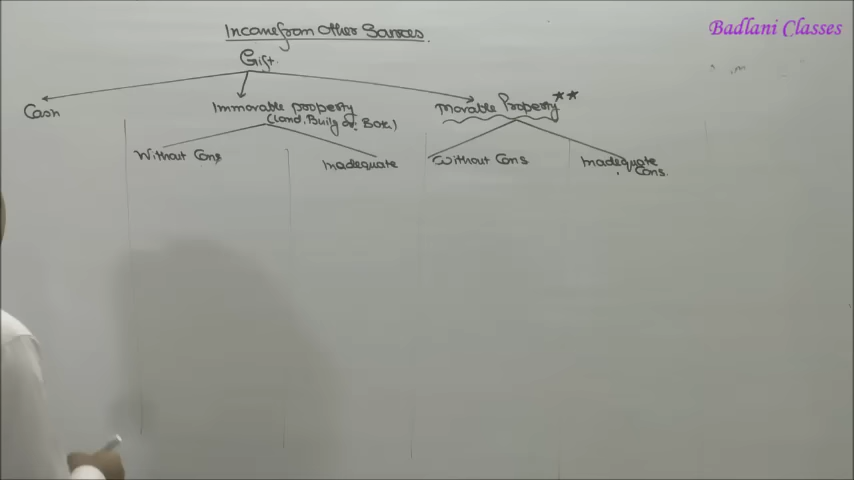 Badlani Classes
Income from Other Sources.
Gift.
Cash
Immovable property
(Land, Builg or Both)
Movable Property**
Without Cons
Inadequate
Without Cons
Inadequate
Cons.